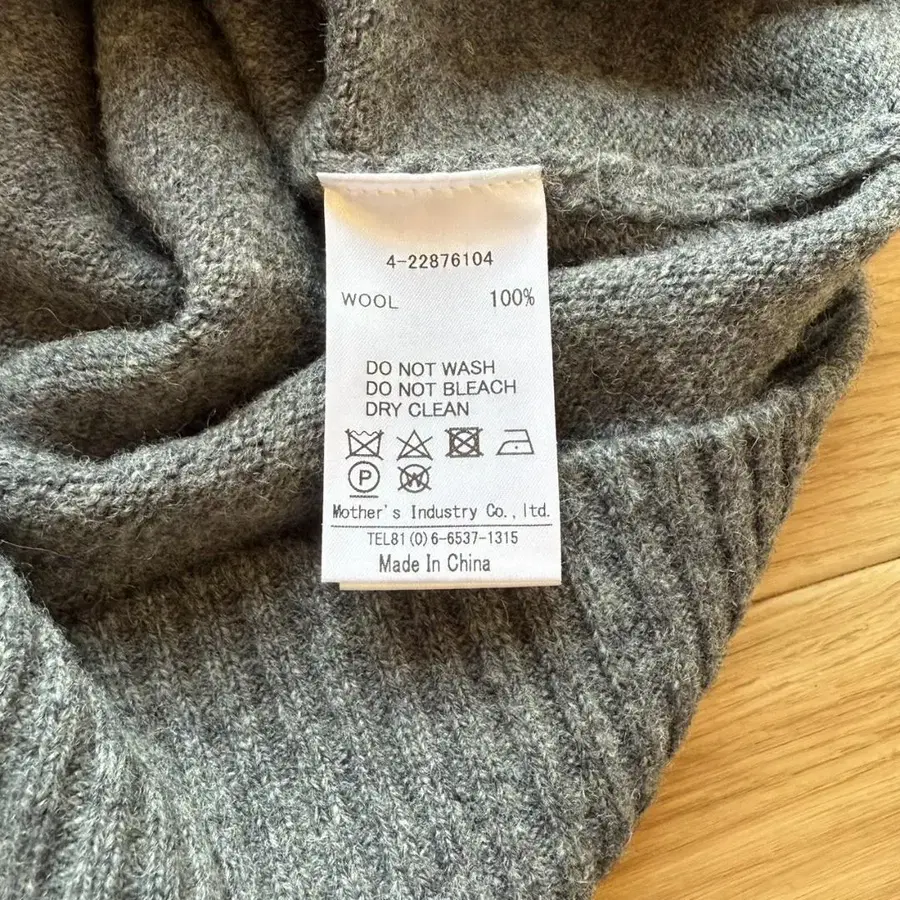 4-22876104
WOOL 100%
DO NOT WASH
DO NOT BLEACH
DRY CLEAN
P W
Mother's Industry Co.,ltd.
TEL81(0)6-6537-1315
Made In China